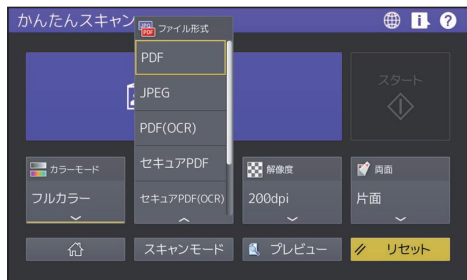 かんたんスキャン
JPG
PDF
ファイル形式
PDF
JPEG
PDF(OCR)
セキュアPDF
セキュアPDF(OCR)
スタート
カラーモード
フルカラー
解像度
200dpi
両面
片面
スキャンモード
プレビュー
リセット